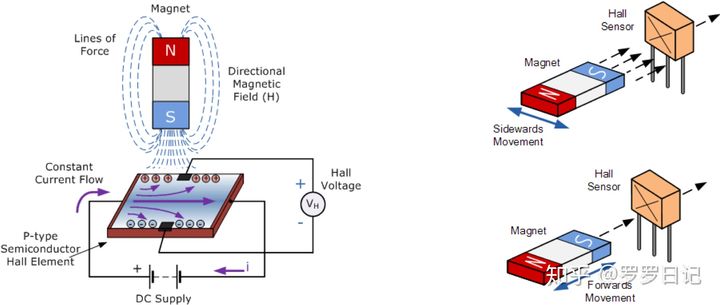 Magnet
Lines of
Force
N
S
Directional
Magnetic
Field (H)
Constant
Current Flow
+
-
Hall
Voltage
VH
P-type
Semiconductor
Hall Element
+
i
DC Supply
Hall
Sensor
Magnet
S
N
Sidewards
Movement
Hall
Sensor
Magnet
S
N
Forwards
Movement
知乎 @罗罗日记